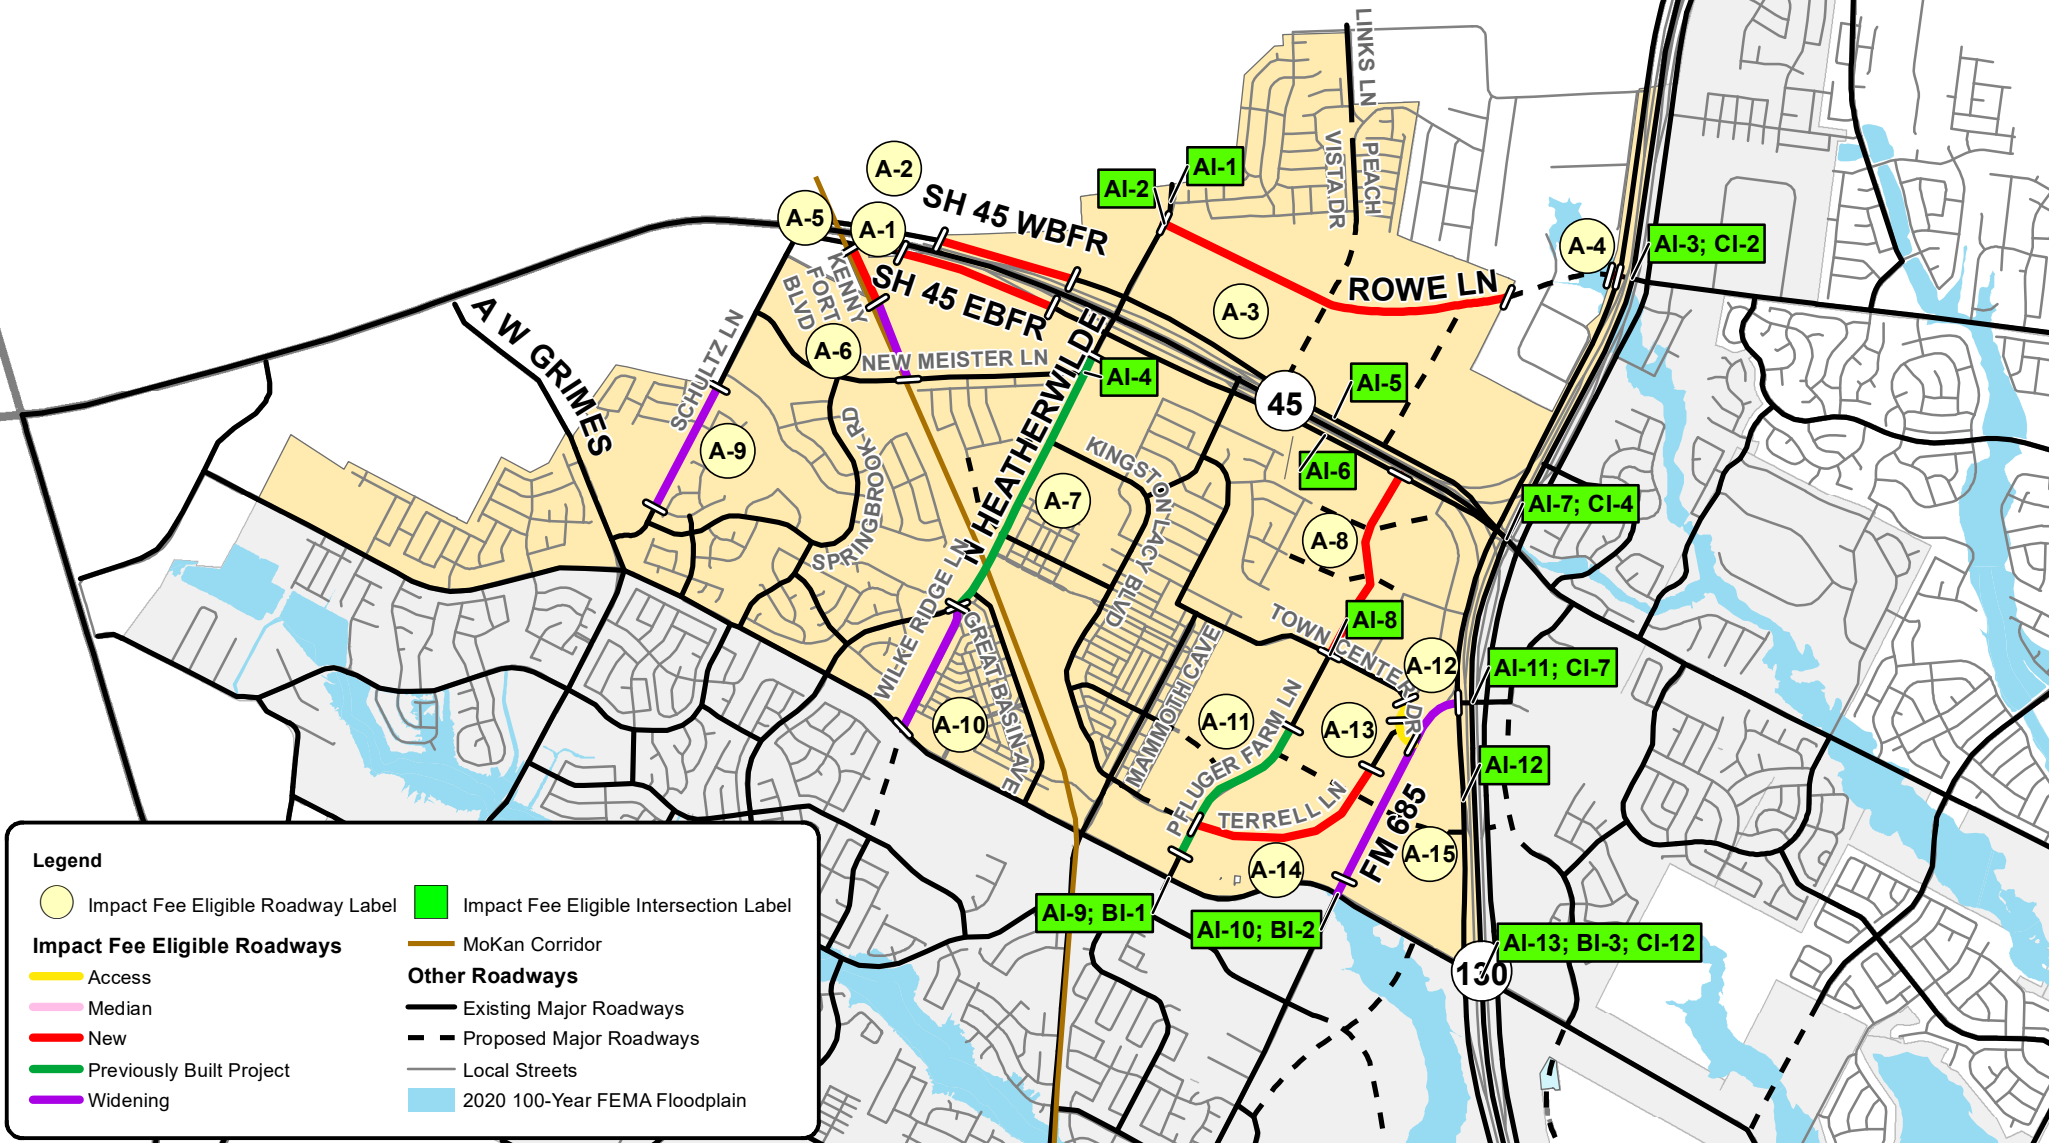 LINKS LN
VISTA DR
PEACH
A-2
AI-1
AI-2
SH 45 WBFR
A-5
A-1
A-4
AI-3; CI-2
KENNY
FORT
BLVD
SH 45 EBFR
ROWE LN
A-3
A W GRIMES
SCHULTZ LN
A-6
NEW MEISTER LN
N HEATHERWILDE
AI-4
AI-5
45
A-9
SPRINGBROOK RD
KINGSTON LACY BLVD
AI-6
A-7
AI-7; CI-4
A-8
WILKE RIDGE LN
GREAT BASIN AVE
MAMMOTH CAVE
TOWN CENTER DR
AI-8
A-12
AI-11; CI-7
A-10
A-11
A-13
PFLUGER FARM LN
TERRELL LN
FM 685
AI-12
A-14
A-15
AI-9; BI-1
AI-10; BI-2
AI-13; BI-3; CI-12
130
Legend
Impact Fee Eligible Roadway Label
Impact Fee Eligible Intersection Label
Impact Fee Eligible Roadways
Access
Median
New
Previously Built Project
Widening
MoKan Corridor
Other Roadways
Existing Major Roadways
Proposed Major Roadways
Local Streets
2020 100-Year FEMA Floodplain